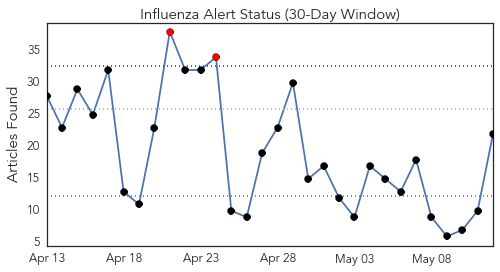 Influenza Alert Status (30-Day Window)
Articles Found
35
30
25
20
15
10
5
Apr 13 Apr 18 Apr 23 Apr 28 May 03 May 08